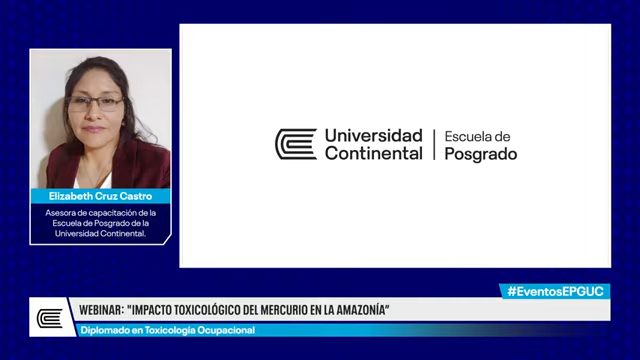 Elizabeth Cruz Castro
Asesora de capacitación de la
Escuela de Posgrado de la
Universidad Continental.
Universidad
Continental
Escuela de
Posgrado
#EventosEPGUC
WEBINAR: "IMPACTO TOXICOLÓGICO DEL MERCURIO EN LA AMAZONÍA"
Diplomado en Toxicología Ocupacional